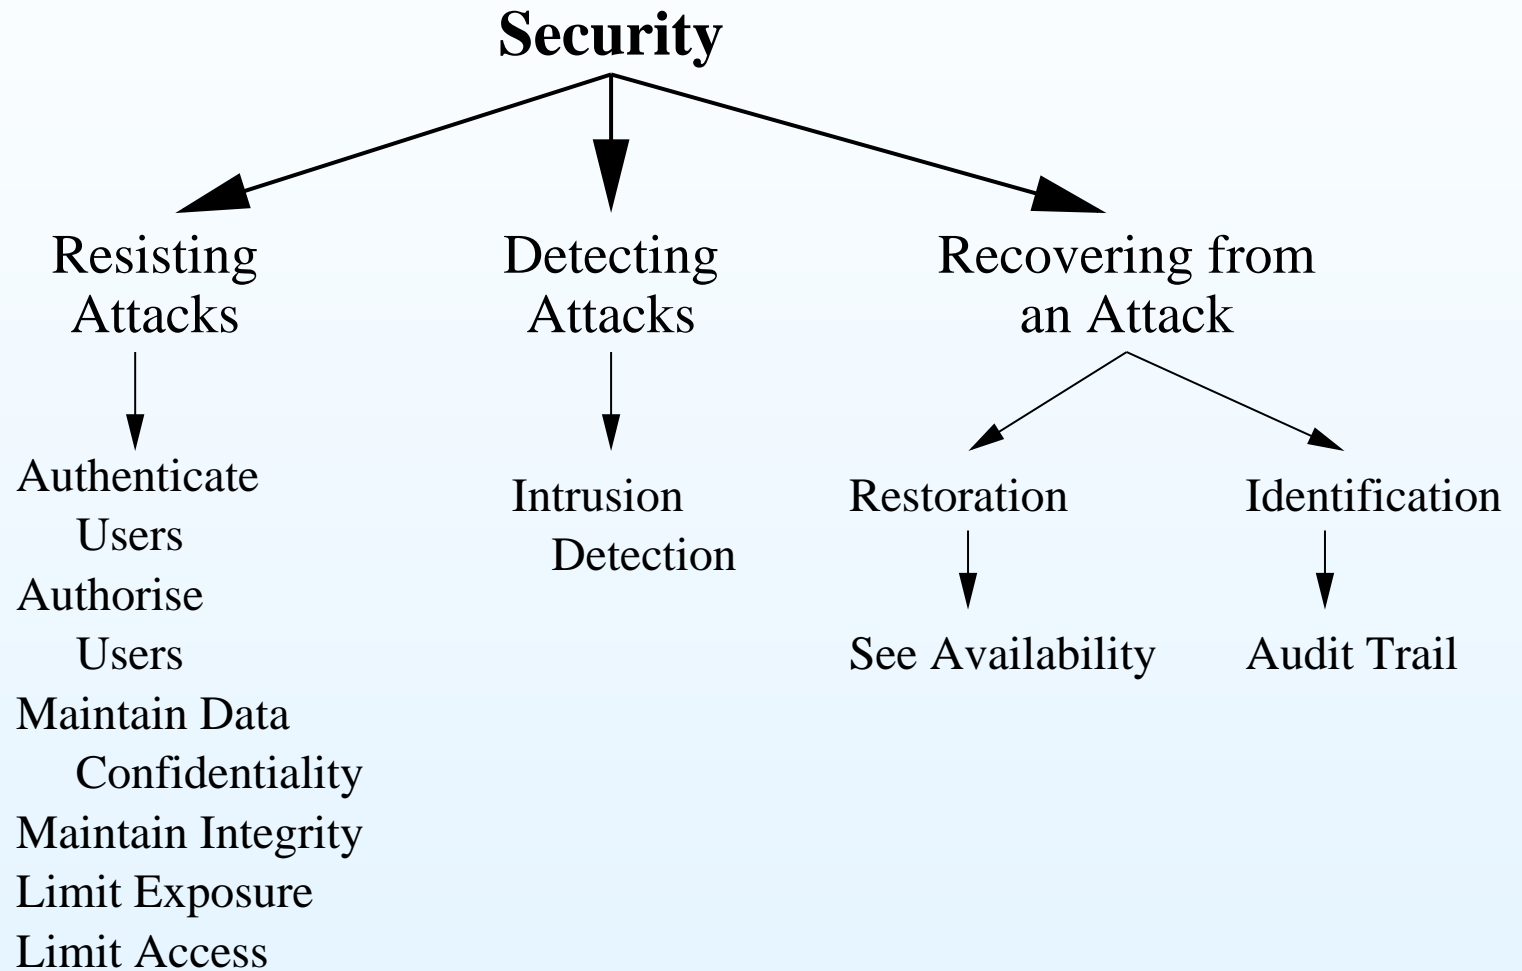 Security
Resisting
Attacks
Detecting
Attacks
Recovering from
an Attack
Authenticate
Users
Authorise
Users
Maintain Data
Confidentiality
Maintain Integrity
Limit Exposure
Limit Access
Intrusion
Detection
Restoration
See Availability
Identification
Audit Trail